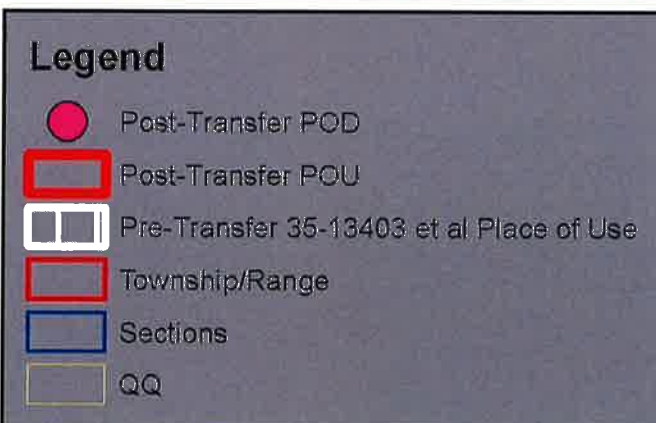 Legend
Post-Transfer POD
Post-Transfer POU
Pre-Transfer 35-13403 et al Place of Use
Township/Range
Sections
QQ